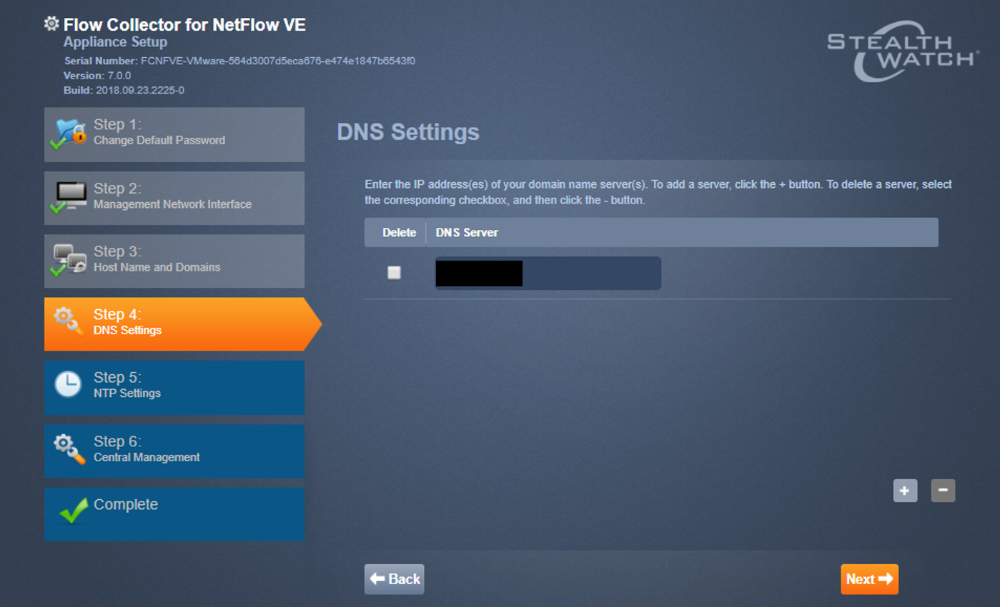 Flow Collector for NetFlow VE
Appliance Setup
Serial Number: FCNFVE-VMware-564d3007d5eca676-e474e1847b6543f0
Version: 7.0.0
Build: 2018.09.23.2225-0
STEALTH
WATCH
Step 1:
Change Default Password
Step 2:
Management Network Interface
Step 3:
Host Name and Domains
Step 4:
DNS Settings
Step 5:
NTP Settings
Step 6:
Central Management
Complete
DNS Settings
Enter the IP address(es) of your domain name server(s). To add a server, click the + button. To delete a server, select
the corresponding checkbox, and then click the - button.
Delete DNS Server
+ −
Back
Next